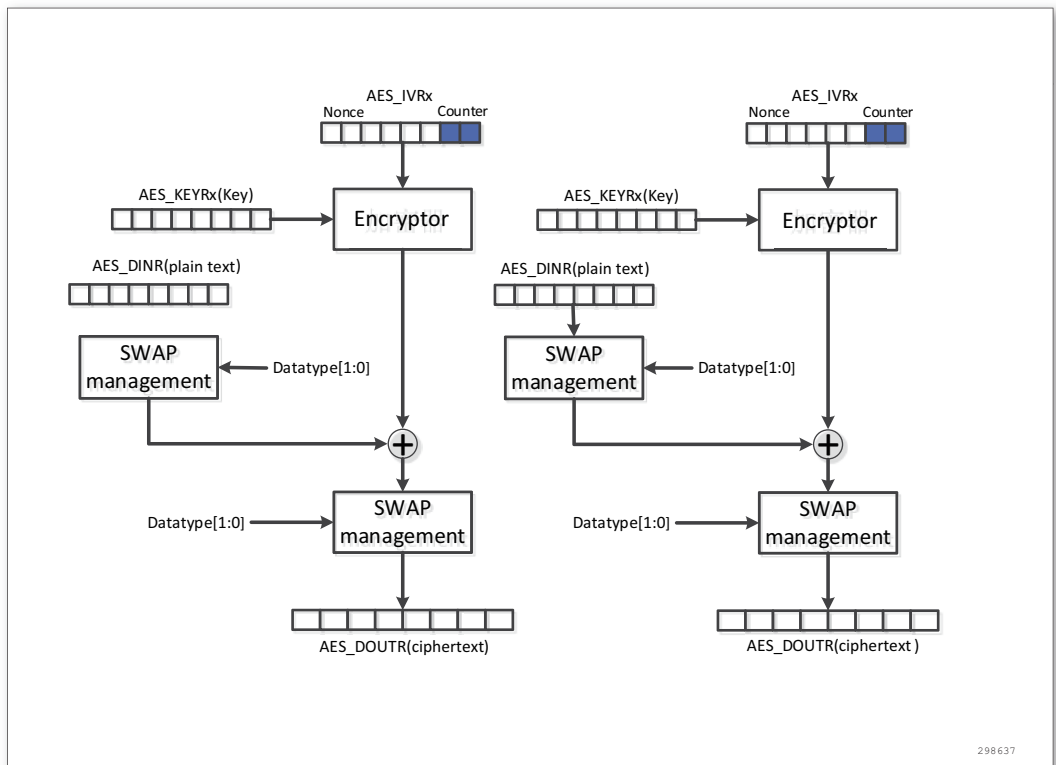 AES_IVRx
Nonce
Counter
AES_KEYRx(Key)
Encryptor
AES_DINR(plain text)
SWAP
management
Datatype[1:0]
Datatype[1:0]
SWAP
management
AES_DOUTR(ciphertext)
AES_IVRx
Nonce
Counter
AES_KEYRx(Key)
Encryptor
AES_DINR(plain text)
SWAP
management
Datatype[1:0]
Datatype[1:0]
SWAP
management
AES_DOUTR(ciphertext )
298637